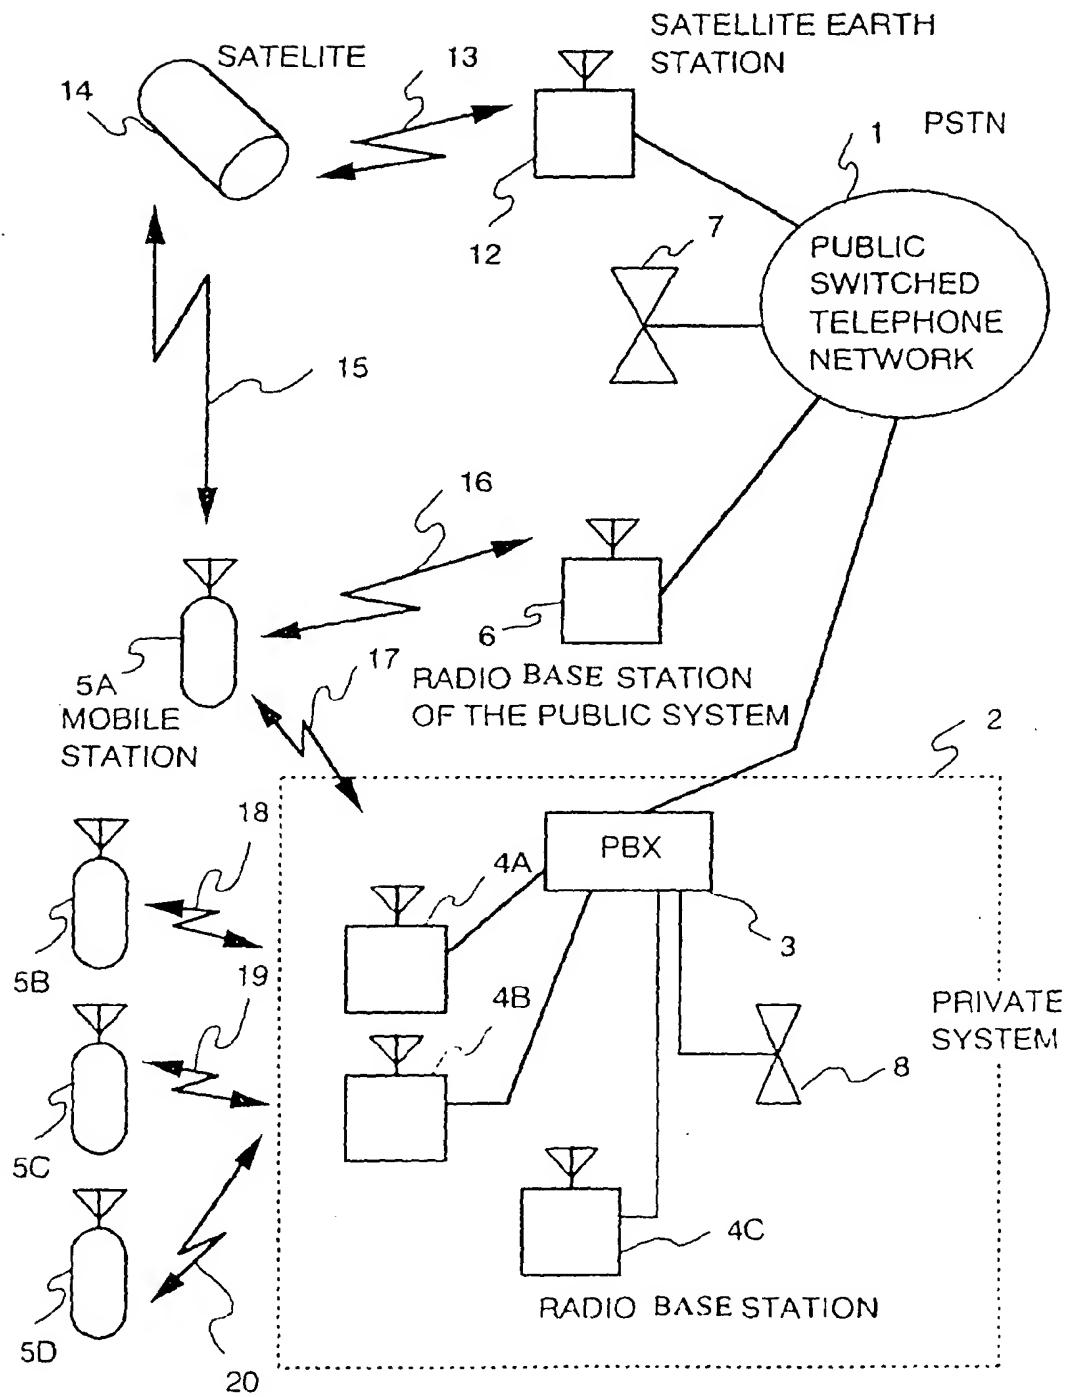 SATELLITE EARTH
STATION
SATELITE
13
14
1
PSTN
12
7
PUBLIC
SWITCHED
TELEPHONE
NETWORK
15
16
6
17
5A
MOBILE
STATION
RADIO BASE STATION
OF THE PUBLIC SYSTEM
2
18
PBX
4A
3
5B
19
4B
PRIVATE
SYSTEM
8
5C
4C
RADIO BASE STATION
5D
20